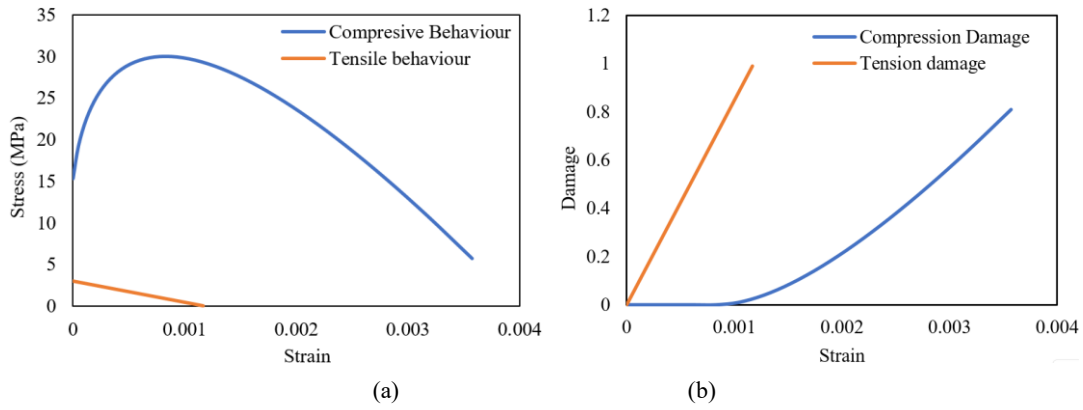 35
30
25
20
15
10
5
0
Stress (MPa)
Compresive Behaviour
Tensile behaviour
0 0.001 0.002 0.003 0.004
Strain
(a)
1.2
1
0.8
0.6
0.4
0.2
0
Damage
Compression Damage
Tension damage
0 0.001 0.002 0.003 0.004
Strain
(b)